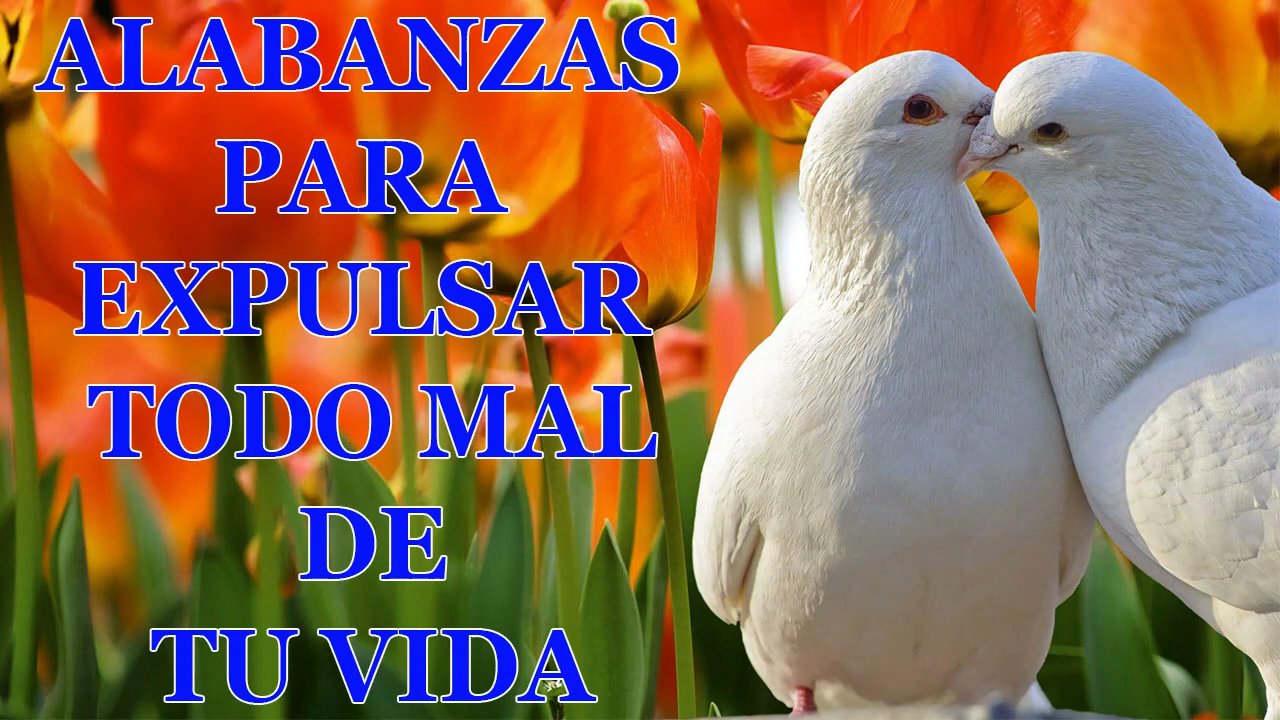 ALABANZAS
PARA
EXPULSAR
TODO MAL
DE
TU VIDA